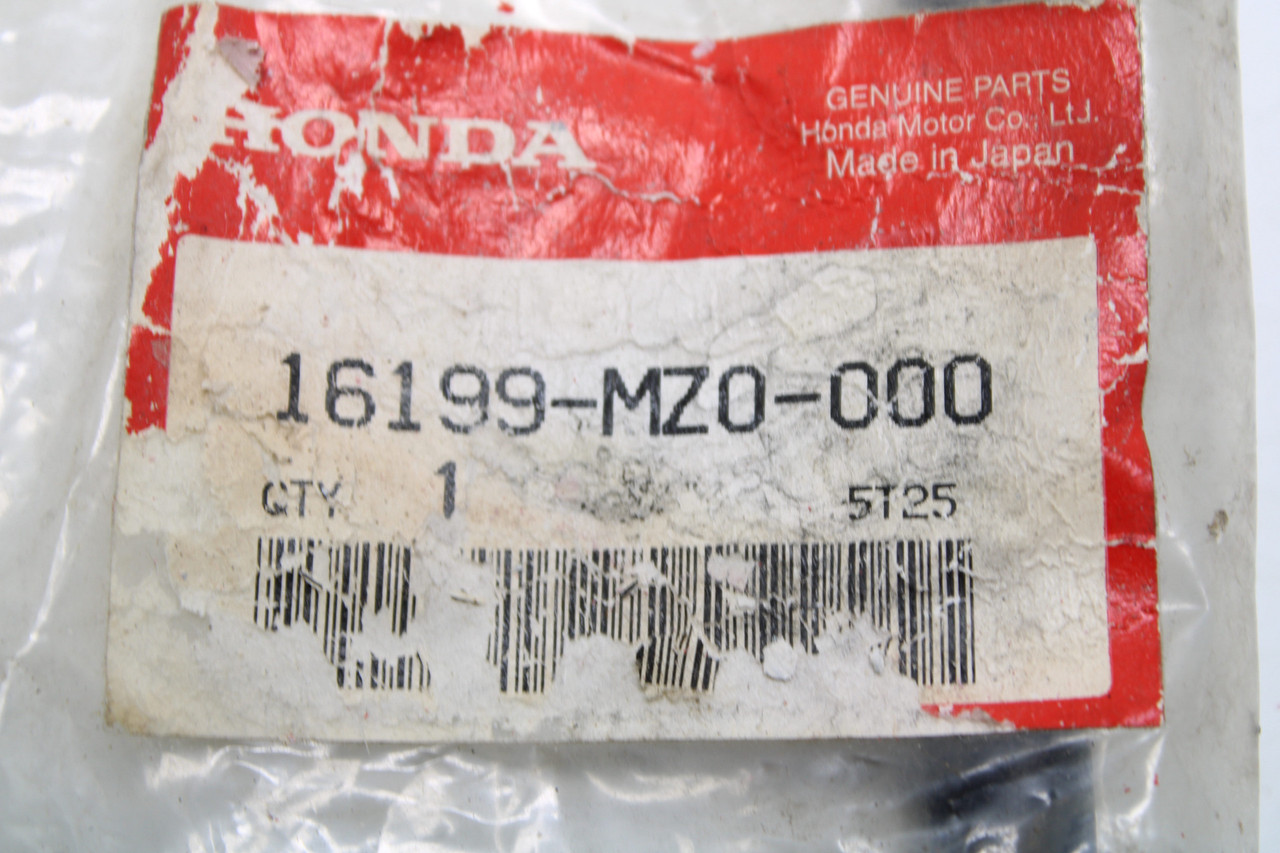 HONDA
GENUINE PARTS
Honda Motor Co., Ltd.
Made in Japan
16199-MZ0-000
QTY 1 5T25